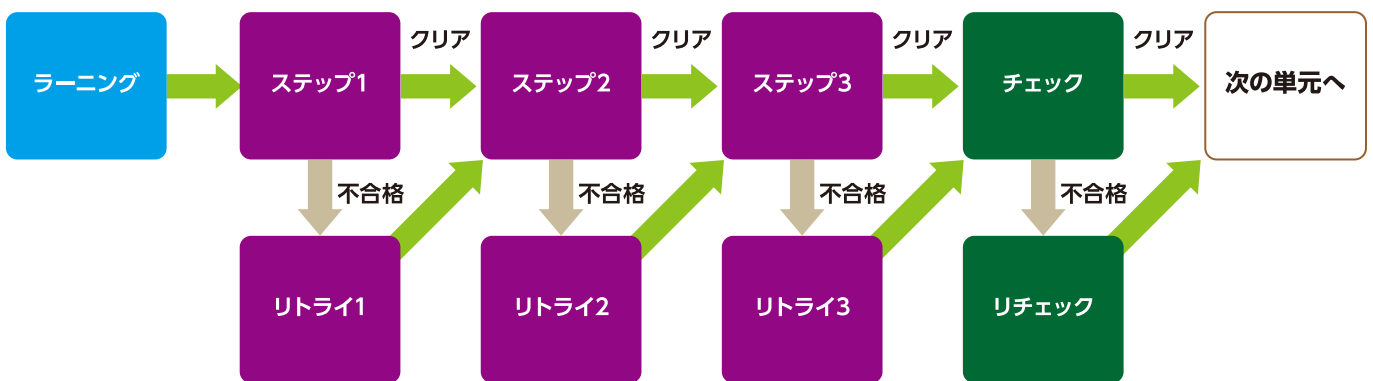 クリア
クリア
クリア
クリア
ラーニング
ステップ1
ステップ2
ステップ3
チェック
次の単元へ
不合格
不合格
不合格
不合格
リトライ1
リトライ2
リトライ3
リチェック